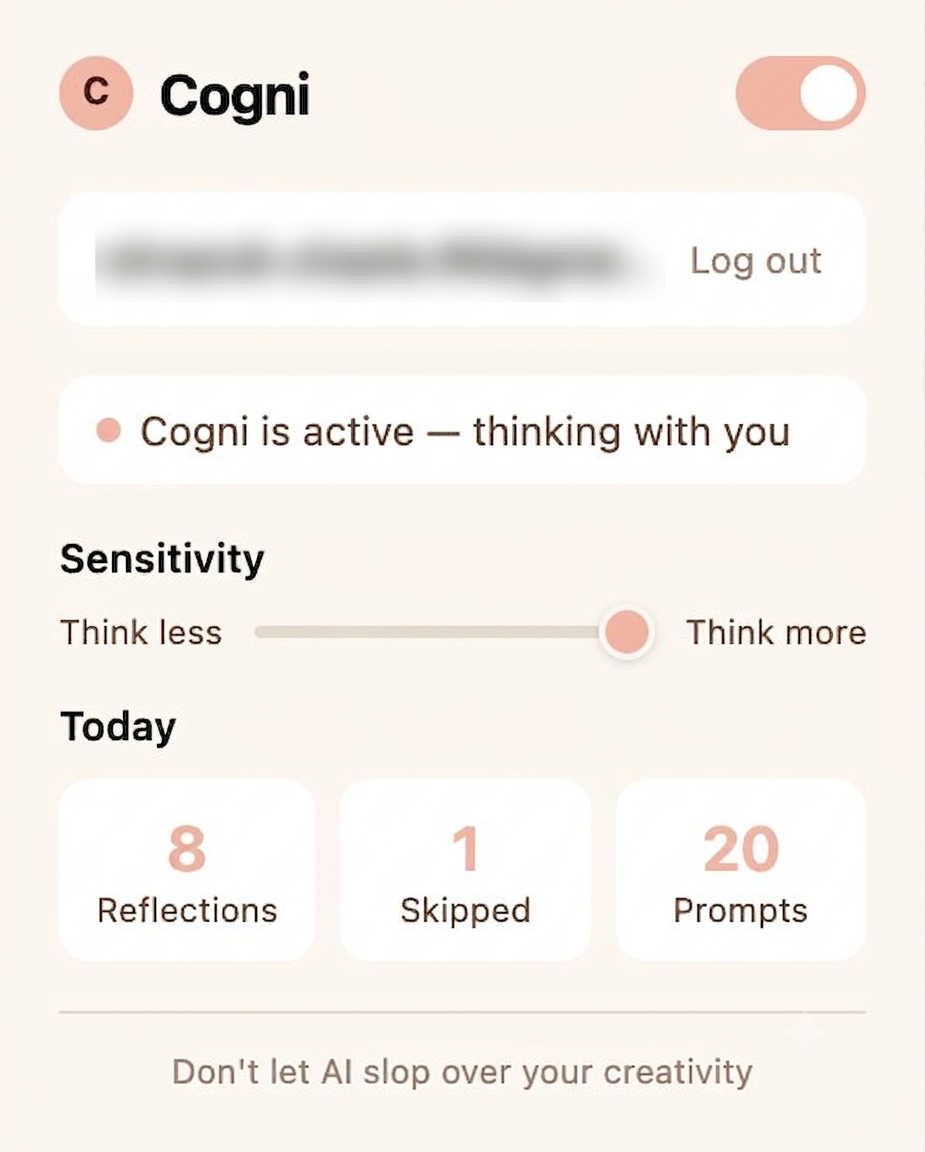 C Cogni
Log out
Cogni is active — thinking with you
Sensitivity
Think less Think more
Today
8 1 20
Reflections Skipped Prompts
Don't let AI slop over your creativity